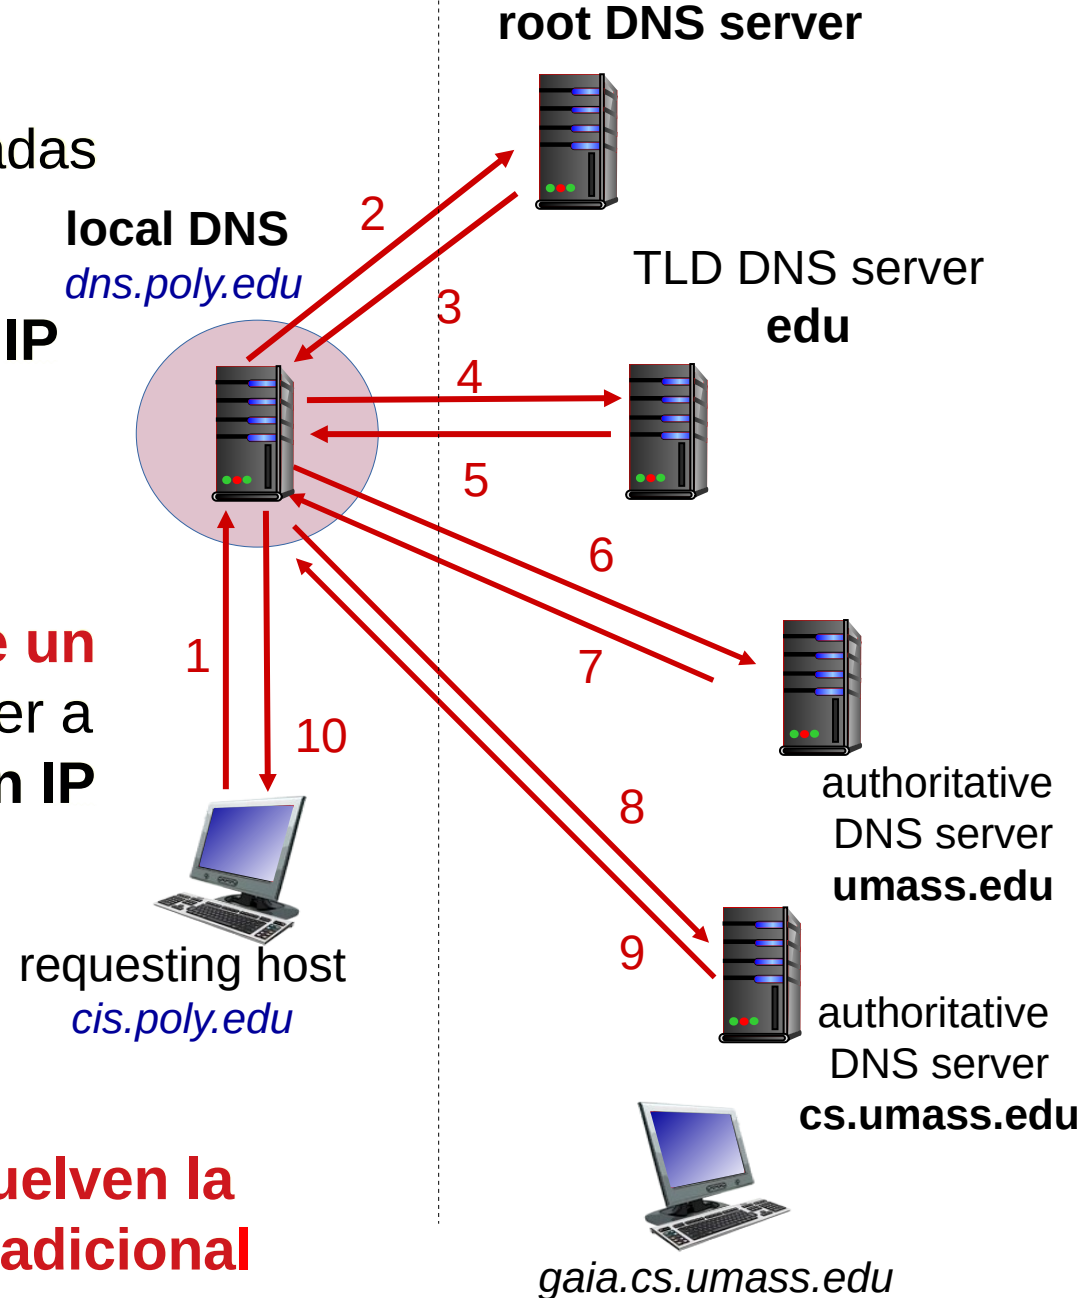 root DNS server
local DNS
dns.poly.edu
IP
2
3
TLD DNS server
edu
4
5
6
7
un
1
er a
10
n IP
8
9
authoritative
DNS server
umass.edu
requesting host
cis.poly.edu
authoritative
DNS server
cs.umass.edu
uelven la
adicional
gaia.cs.umass.edu